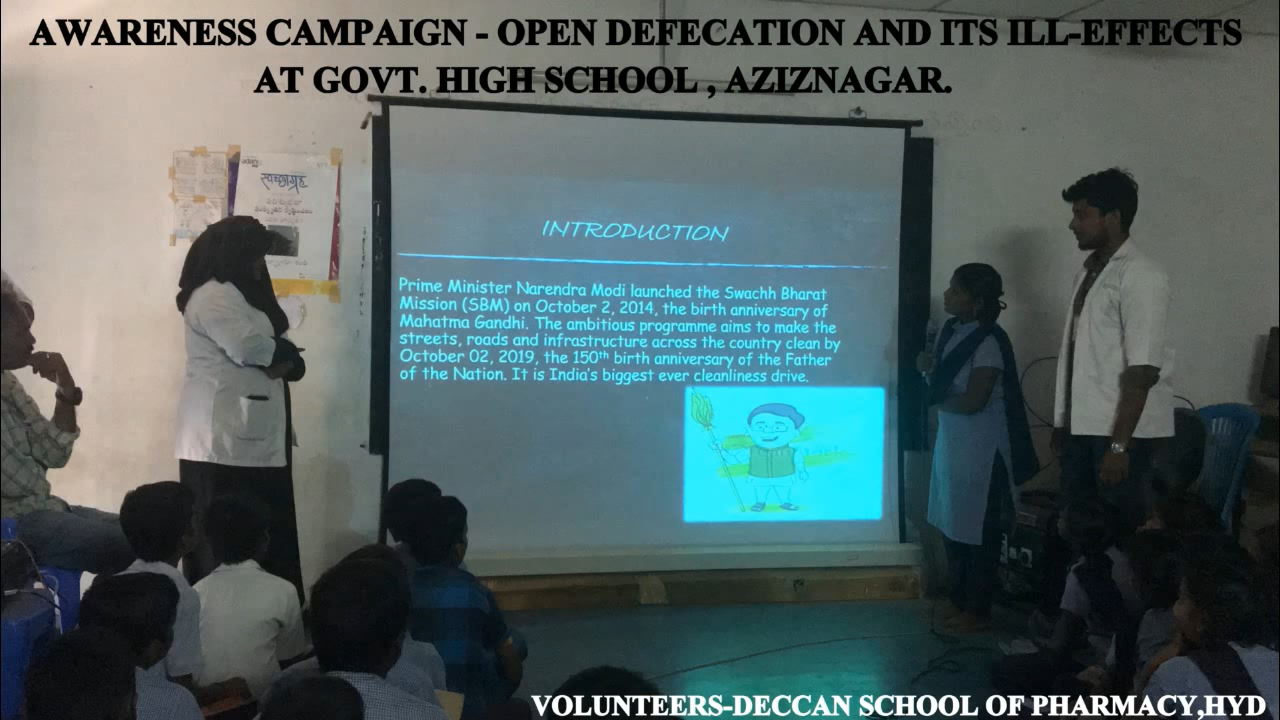 AWARENESS CAMPAIGN - OPEN DEFECATION AND ITS ILL-EFFECTS
AT GOVT. HIGH SCHOOL , AZIZNAGAR.
स्वच्छाग्रह
INTRODUCTION
Prime Minister Narendra Modi launched the Swachh Bharat
Mission (SBM) on October 2, 2014, the birth anniversary of
Mahatma Gandhi. The ambitious programme aims to make the
streets, roads and infrastructure across the country clean by
October 02, 2019, the 150th birth anniversary of the Father
of the Nation. It is India's biggest ever cleanliness drive.
VOLUNTEERS-DECCAN SCHOOL OF PHARMACY,HYD